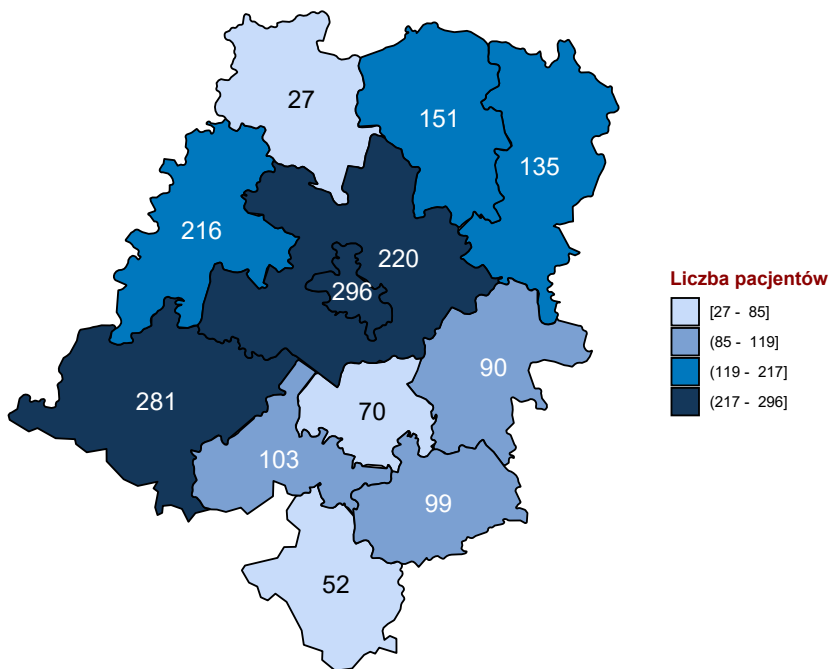 27
151
135
216
220
296
281
70
90
103
99
52
Liczba pacjentów
[27 - 85]
(85 - 119]
(119 - 217]
(217 - 296]